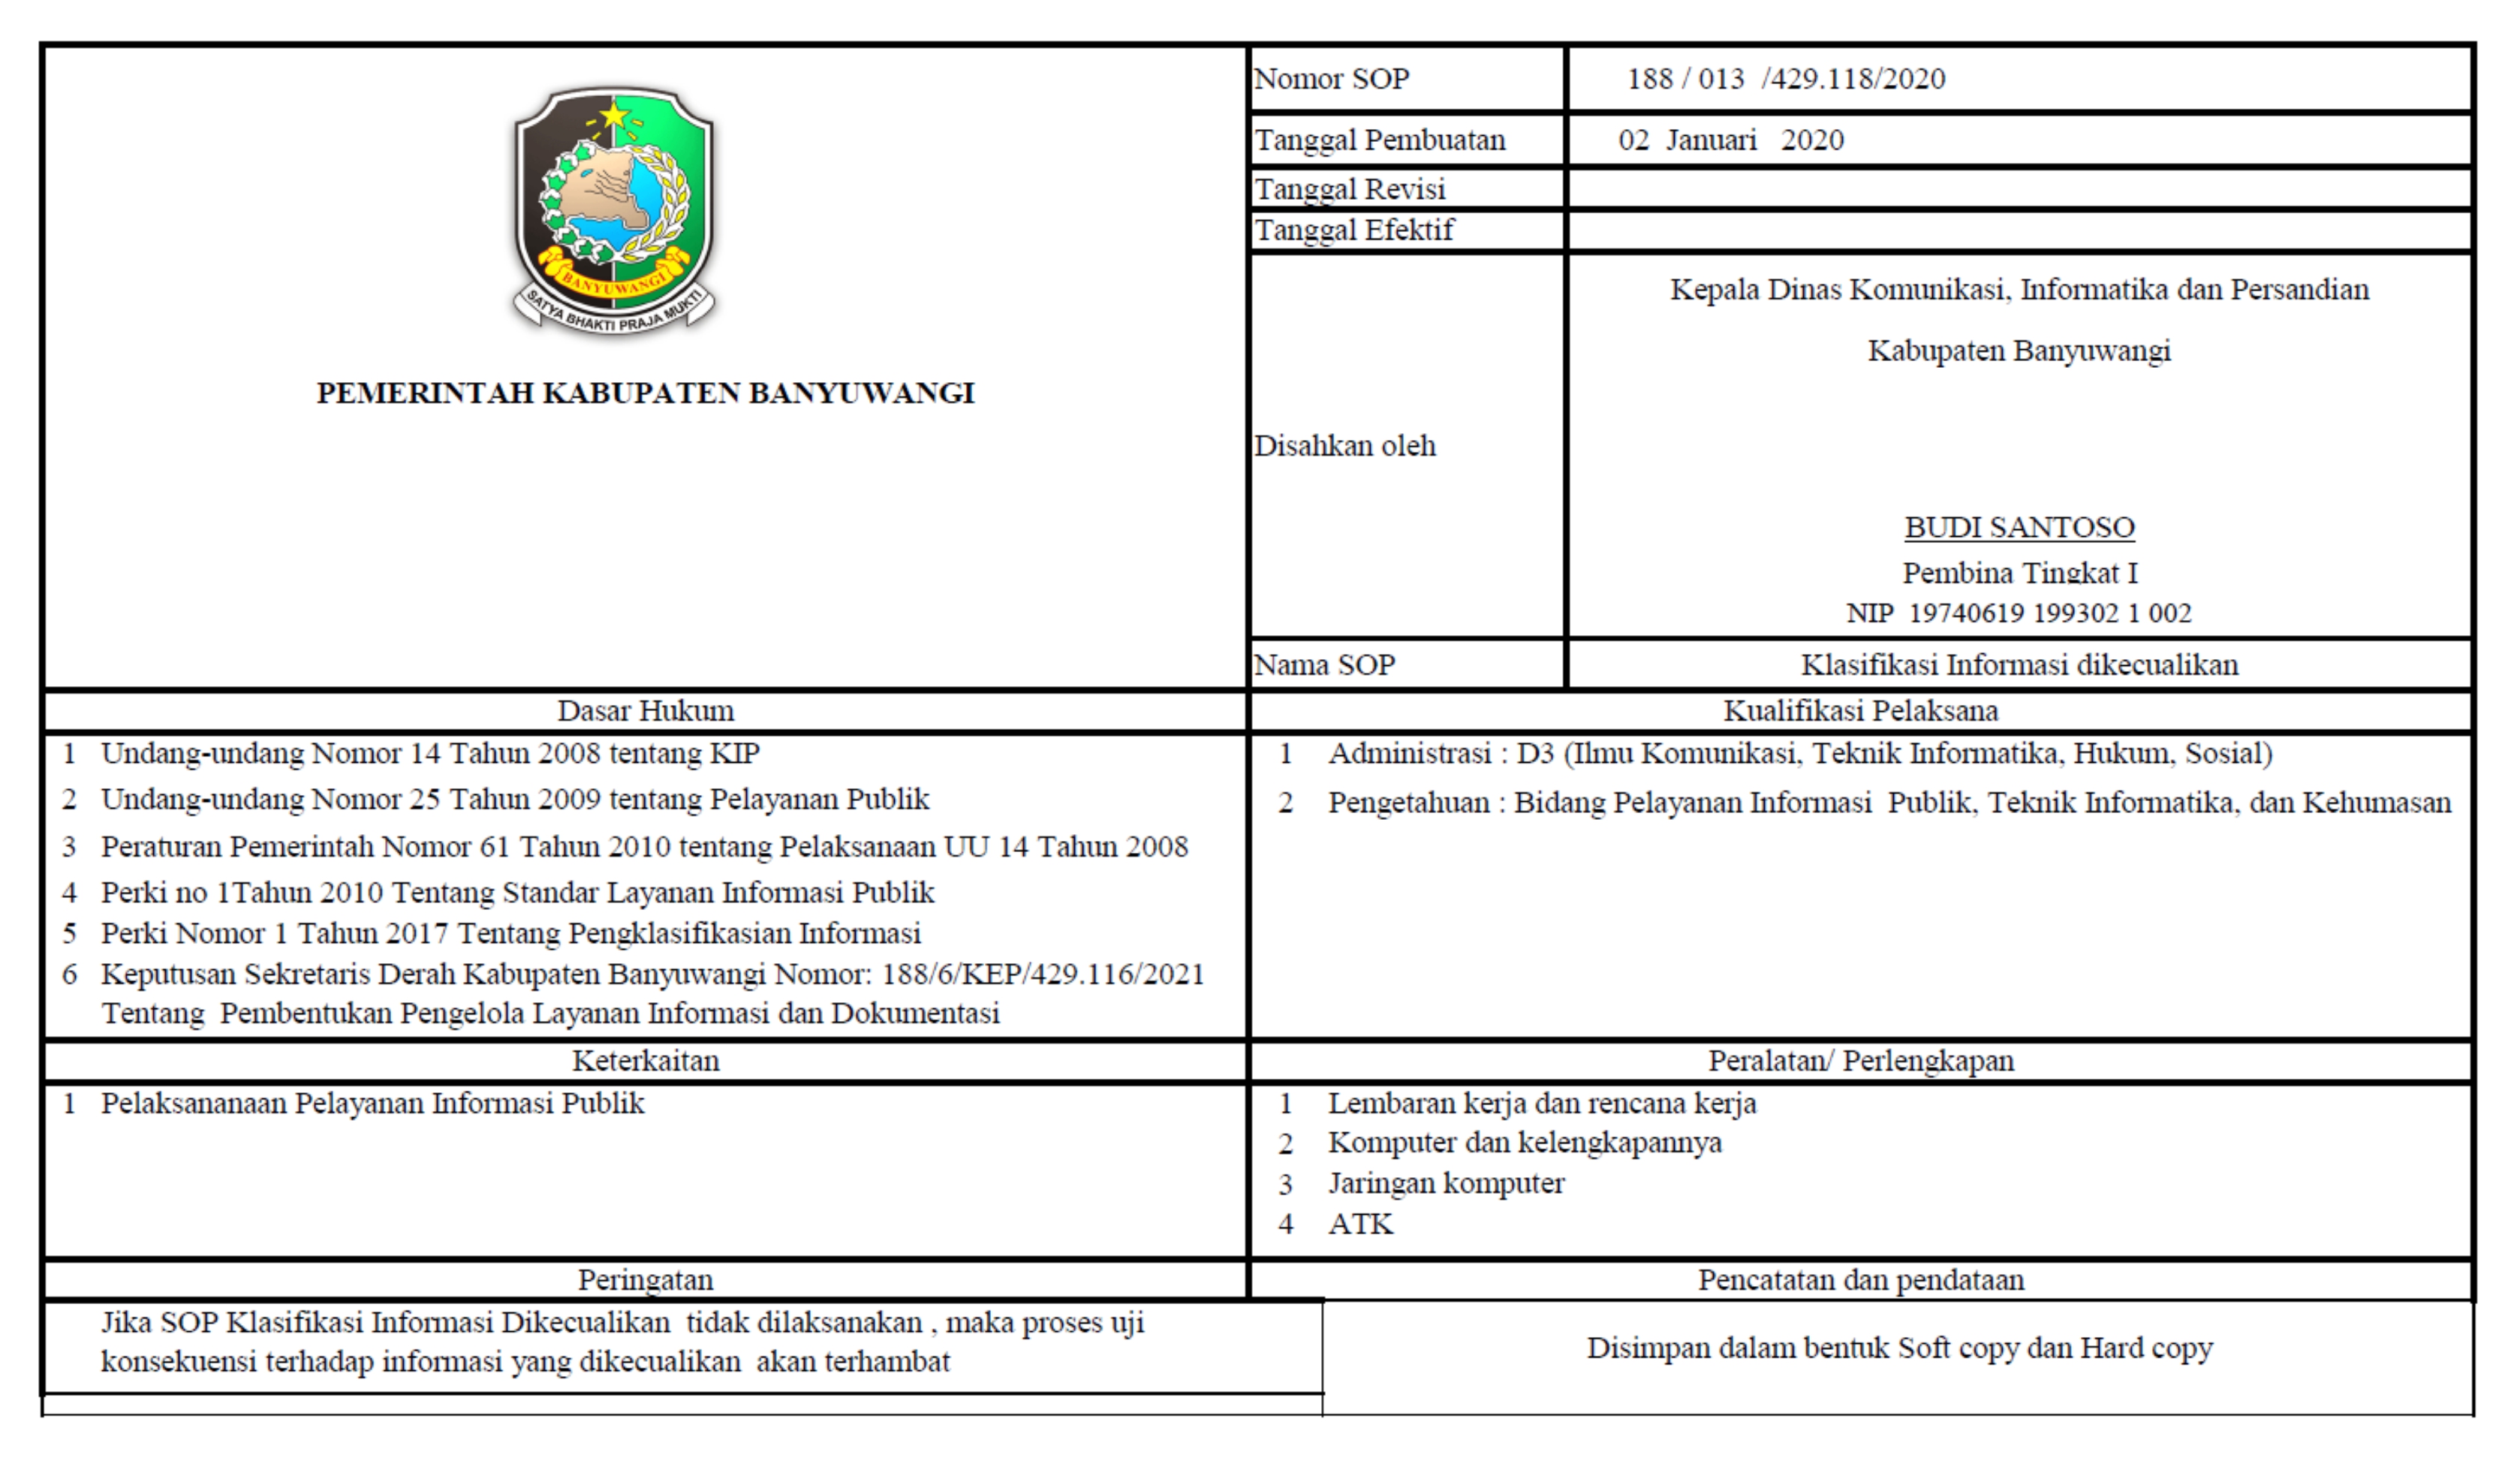 BANYUWANGI
SATYA BHAKTI PRAJA MUKTI
PEMERINTAH KABUPATEN BANYUWANGI
Nomor SOP 188 / 013 /429.118/2020
Tanggal Pembuatan 02 Januari 2020
Tanggal Revisi
Tanggal Efektif
Disahkan oleh
Kepala Dinas Komunikasi, Informatika dan Persandian
Kabupaten Banyuwangi
BUDI SANTOSO
Pembina Tingkat I
NIP 19740619 199302 1 002
Nama SOP Klasifikasi Informasi dikecualikan
Dasar Hukum
1 Undang-undang Nomor 14 Tahun 2008 tentang KIP
2 Undang-undang Nomor 25 Tahun 2009 tentang Pelayanan Publik
3 Peraturan Pemerintah Nomor 61 Tahun 2010 tentang Pelaksanaan UU 14 Tahun 2008
4 Perki no 1Tahun 2010 Tentang Standar Layanan Informasi Publik
5 Perki Nomor 1 Tahun 2017 Tentang Pengklasifikasian Informasi
6 Keputusan Sekretaris Derah Kabupaten Banyuwangi Nomor: 188/6/KEP/429.116/2021
Tentang Pembentukan Pengelola Layanan Informasi dan Dokumentasi
Kualifikasi Pelaksana
1 Administrasi : D3 (Ilmu Komunikasi, Teknik Informatika, Hukum, Sosial)
2 Pengetahuan : Bidang Pelayanan Informasi Publik, Teknik Informatika, dan Kehumasan
Keterkaitan
1 Pelaksananaan Pelayanan Informasi Publik
Peralatan/ Perlengkapan
1 Lembaran kerja dan rencana kerja
2 Komputer dan kelengkapannya
3 Jaringan komputer
4 ATK
Peringatan
Jika SOP Klasifikasi Informasi Dikecualikan tidak dilaksanakan , maka proses uji
konsekuensi terhadap informasi yang dikecualikan akan terhambat
Pencatatan dan pendataan
Disimpan dalam bentuk Soft copy dan Hard copy